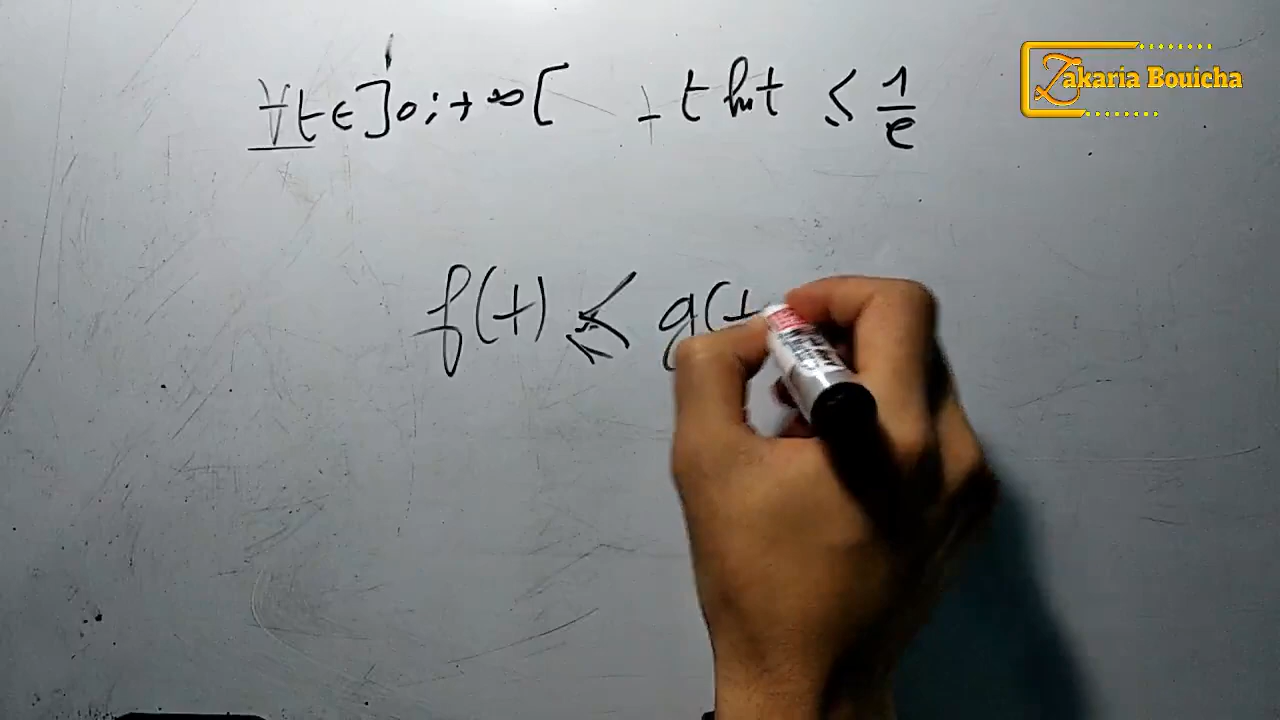 ∀t ∈ ]0;+∞[ -t ln t ≤ 1/e
Zakaria Bouicha
f(t) ≤ g(t